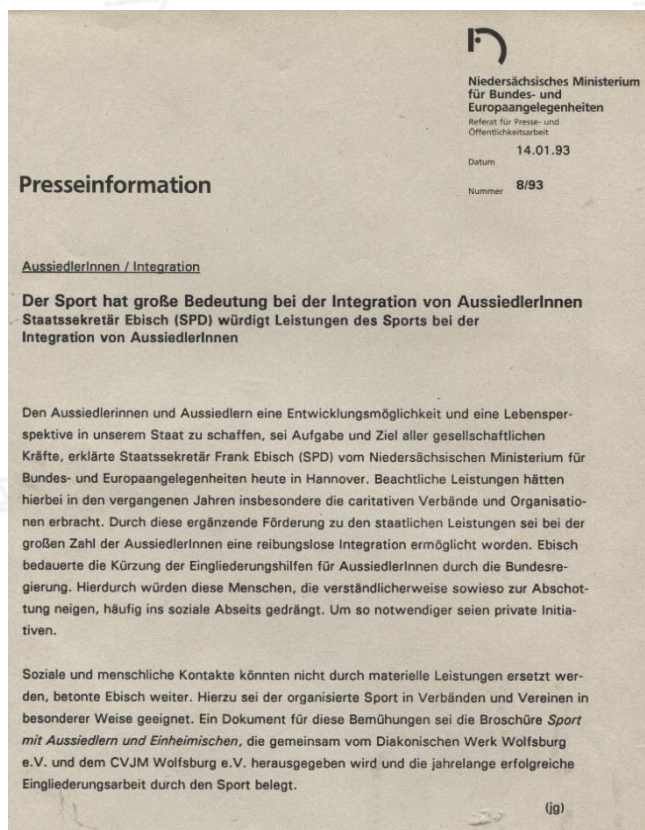 Niedersächsisches Ministerium
für Bundes- und
Europaangelegenheiten
Referat für Presse- und
Öffentlichkeitsarbeit
14.01.93
Datum
Presseinformation
Nummer 8/93
AussiedlerInnen / Integration
Der Sport hat große Bedeutung bei der Integration von AussiedlerInnen
Staatssekretär Ebisch (SPD) würdigt Leistungen des Sports bei der
Integration von AussiedlerInnen
Den Aussiedlerinnen und Aussiedlern eine Entwicklungsmöglichkeit und eine Lebensper-
spektive in unserem Staat zu schaffen, sei Aufgabe und Ziel aller gesellschaftlichen
Kräfte, erklärte Staatssekretär Frank Ebisch (SPD) vom Niedersächsischen Ministerium für
Bundes- und Europaangelegenheiten heute in Hannover. Beachtliche Leistungen hätten
hierbei in den vergangenen Jahren insbesondere die caritativen Verbände und Organisatio-
nen erbracht. Durch diese ergänzende Förderung zu den staatlichen Leistungen sei bei der
großen Zahl der AussiedlerInnen eine reibungslose Integration ermöglicht worden. Ebisch
bedauerte die Kürzung der Eingliederungshilfen für AussiedlerInnen durch die Bundesre-
gierung. Hierdurch würden diese Menschen, die verständlicherweise sowieso zur Abschot-
tung neigen, häufig ins soziale Abseits gedrängt. Um so notwendiger seien private Initia-
tiven.
Soziale und menschliche Kontakte könnten nicht durch materielle Leistungen ersetzt wer-
den, betonte Ebisch weiter. Hierzu sei der organisierte Sport in Verbänden und Vereinen in
besonderer Weise geeignet. Ein Dokument für diese Bemühungen sei die Broschüre Sport
mit Aussiedlern und Einheimischen, die gemeinsam vom Diakonischen Werk Wolfsburg
e.V. und dem CVJM Wolfsburg e.V. herausgegeben wird und die jahrelange erfolgreiche
Eingliederungsarbeit durch den Sport belegt.
(jg)